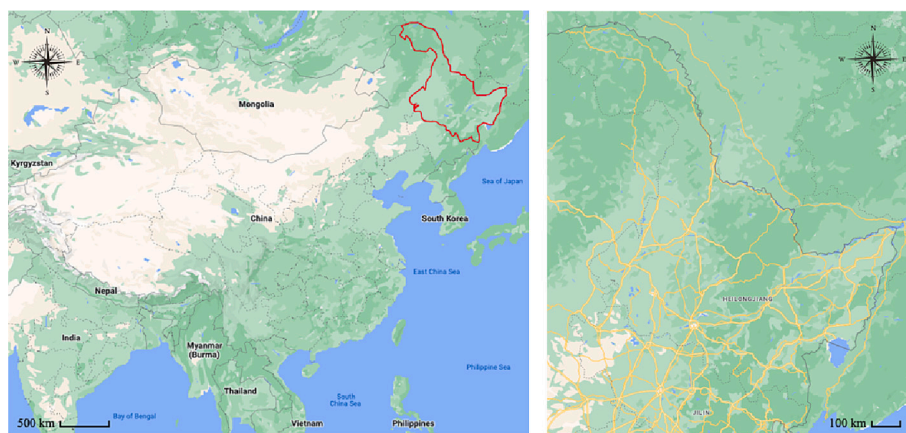 N
W E
S
Mongolia
Kyrgyzstan
Sea of Japan
China
South Korea
East China Sea
Nepal
India
Myanmar
(Burma)
Philippine Sea
Thailand
South
China Sea
Bay of Bengal
Vietnam
Philippines
500 km
N
W E
S
HEILONGJIANG
JILIN
100 km